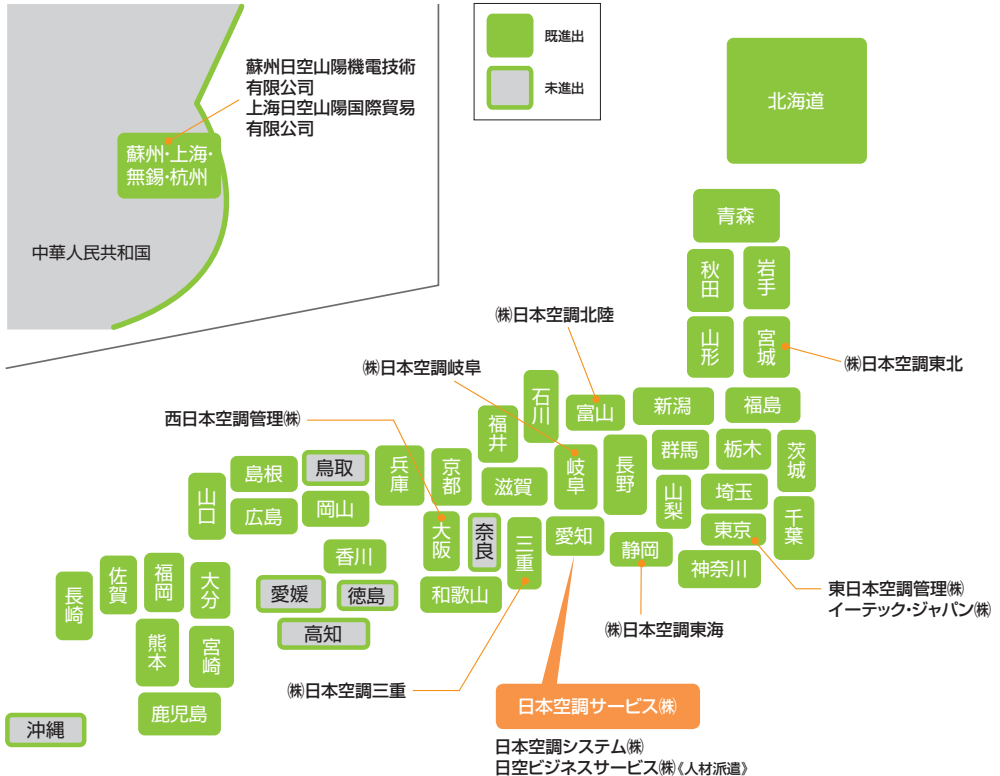 蘇州日空山陽機電技術
有限公司
上海日空山陽国際貿易
有限公司
蘇州・上海・
無錫・杭州
中華人民共和国
既進出
未進出
北海道
青森
秋田
岩手
山形
宮城
㈱日本空調東北
㈱日本空調北陸
㈱日本空調岐阜
西日本空調管理㈱
石川
富山
新潟
福島
福井
群馬
栃木
茨城
兵庫
京都
滋賀
岐阜
長野
山梨
埼玉
千葉
東京
神奈川
鳥取
島根
岡山
広島
山口
大阪
奈良
三重
愛知
静岡
和歌山
香川
愛媛
徳島
高知
福岡
佐賀
長崎
大分
熊本
宮崎
鹿児島
沖縄
東日本空調管理㈱
イーテック・ジャパン㈱
㈱日本空調東海
㈱日本空調三重
日本空調サービス㈱
日本空調システム㈱
日空ビジネスサービス㈱《人材派遣》